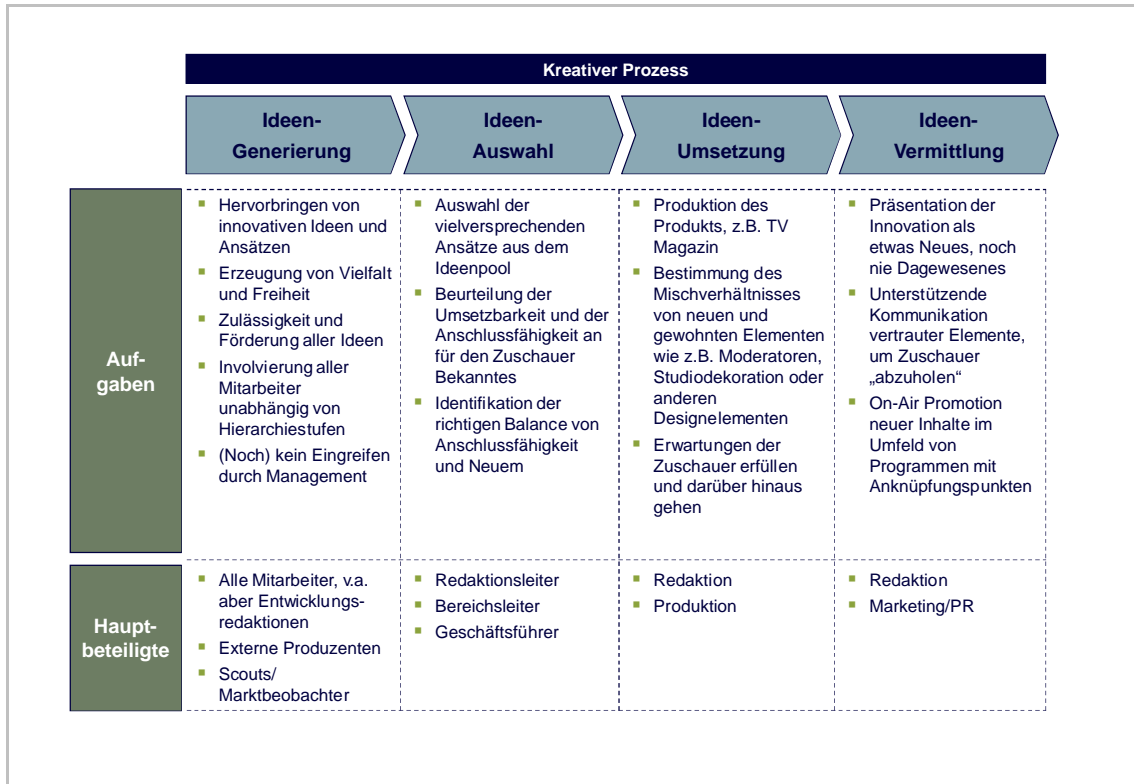 Kreativer Prozess
Ideen-
Generierung
Ideen-
Auswahl
Ideen-
Umsetzung
Ideen-
Vermittlung
Auf-
gaben
Hervorbringen von
innovativen Ideen und
Ansätzen
Erzeugung von Vielfalt
und Freiheit
Zulässigkeit und
Förderung aller Ideen
Involvierung aller
Mitarbeiter
unabhängig von
Hierarchiestufen
(Noch) kein Eingreifen
durch Management
Auswahl der
vielversprechenden
Ansätze aus dem
Ideenpool
Beurteilung der
Umsetzbarkeit und der
Anschlussfähigkeit an
für den Zuschauer
Bekanntes
Identifikation der
richtigen Balance von
Anschlussfähigkeit
und Neuem
Produktion des
Produkts, z.B. TV
Magazin
Bestimmung des
Mischverhältnisses
von neuen und
gewohnten Elementen
wie z.B. Moderatoren,
Studiodekoration oder
anderen
Designelementen
Erwartungen der
Zuschauer erfüllen
und darüber hinaus
gehen
Präsentation der
Innovation als
etwas Neues, noch
nie Dagewesenes
Unterstützende
Kommunikation
vertrauter Elemente,
um Zuschauer
„abzuholen“
On-Air Promotion
neuer Inhalte im
Umfeld von
Programmen mit
Anknüpfungspunkten
Haupt-
beteiligte
Alle Mitarbeiter, v.a.
aber Entwicklungs-
redaktionen
Externe Produzenten
Scouts/
Marktbeobachter
Redaktionsleiter
Bereichsleiter
Geschäftsführer
Redaktion
Produktion
Redaktion
Marketing/PR